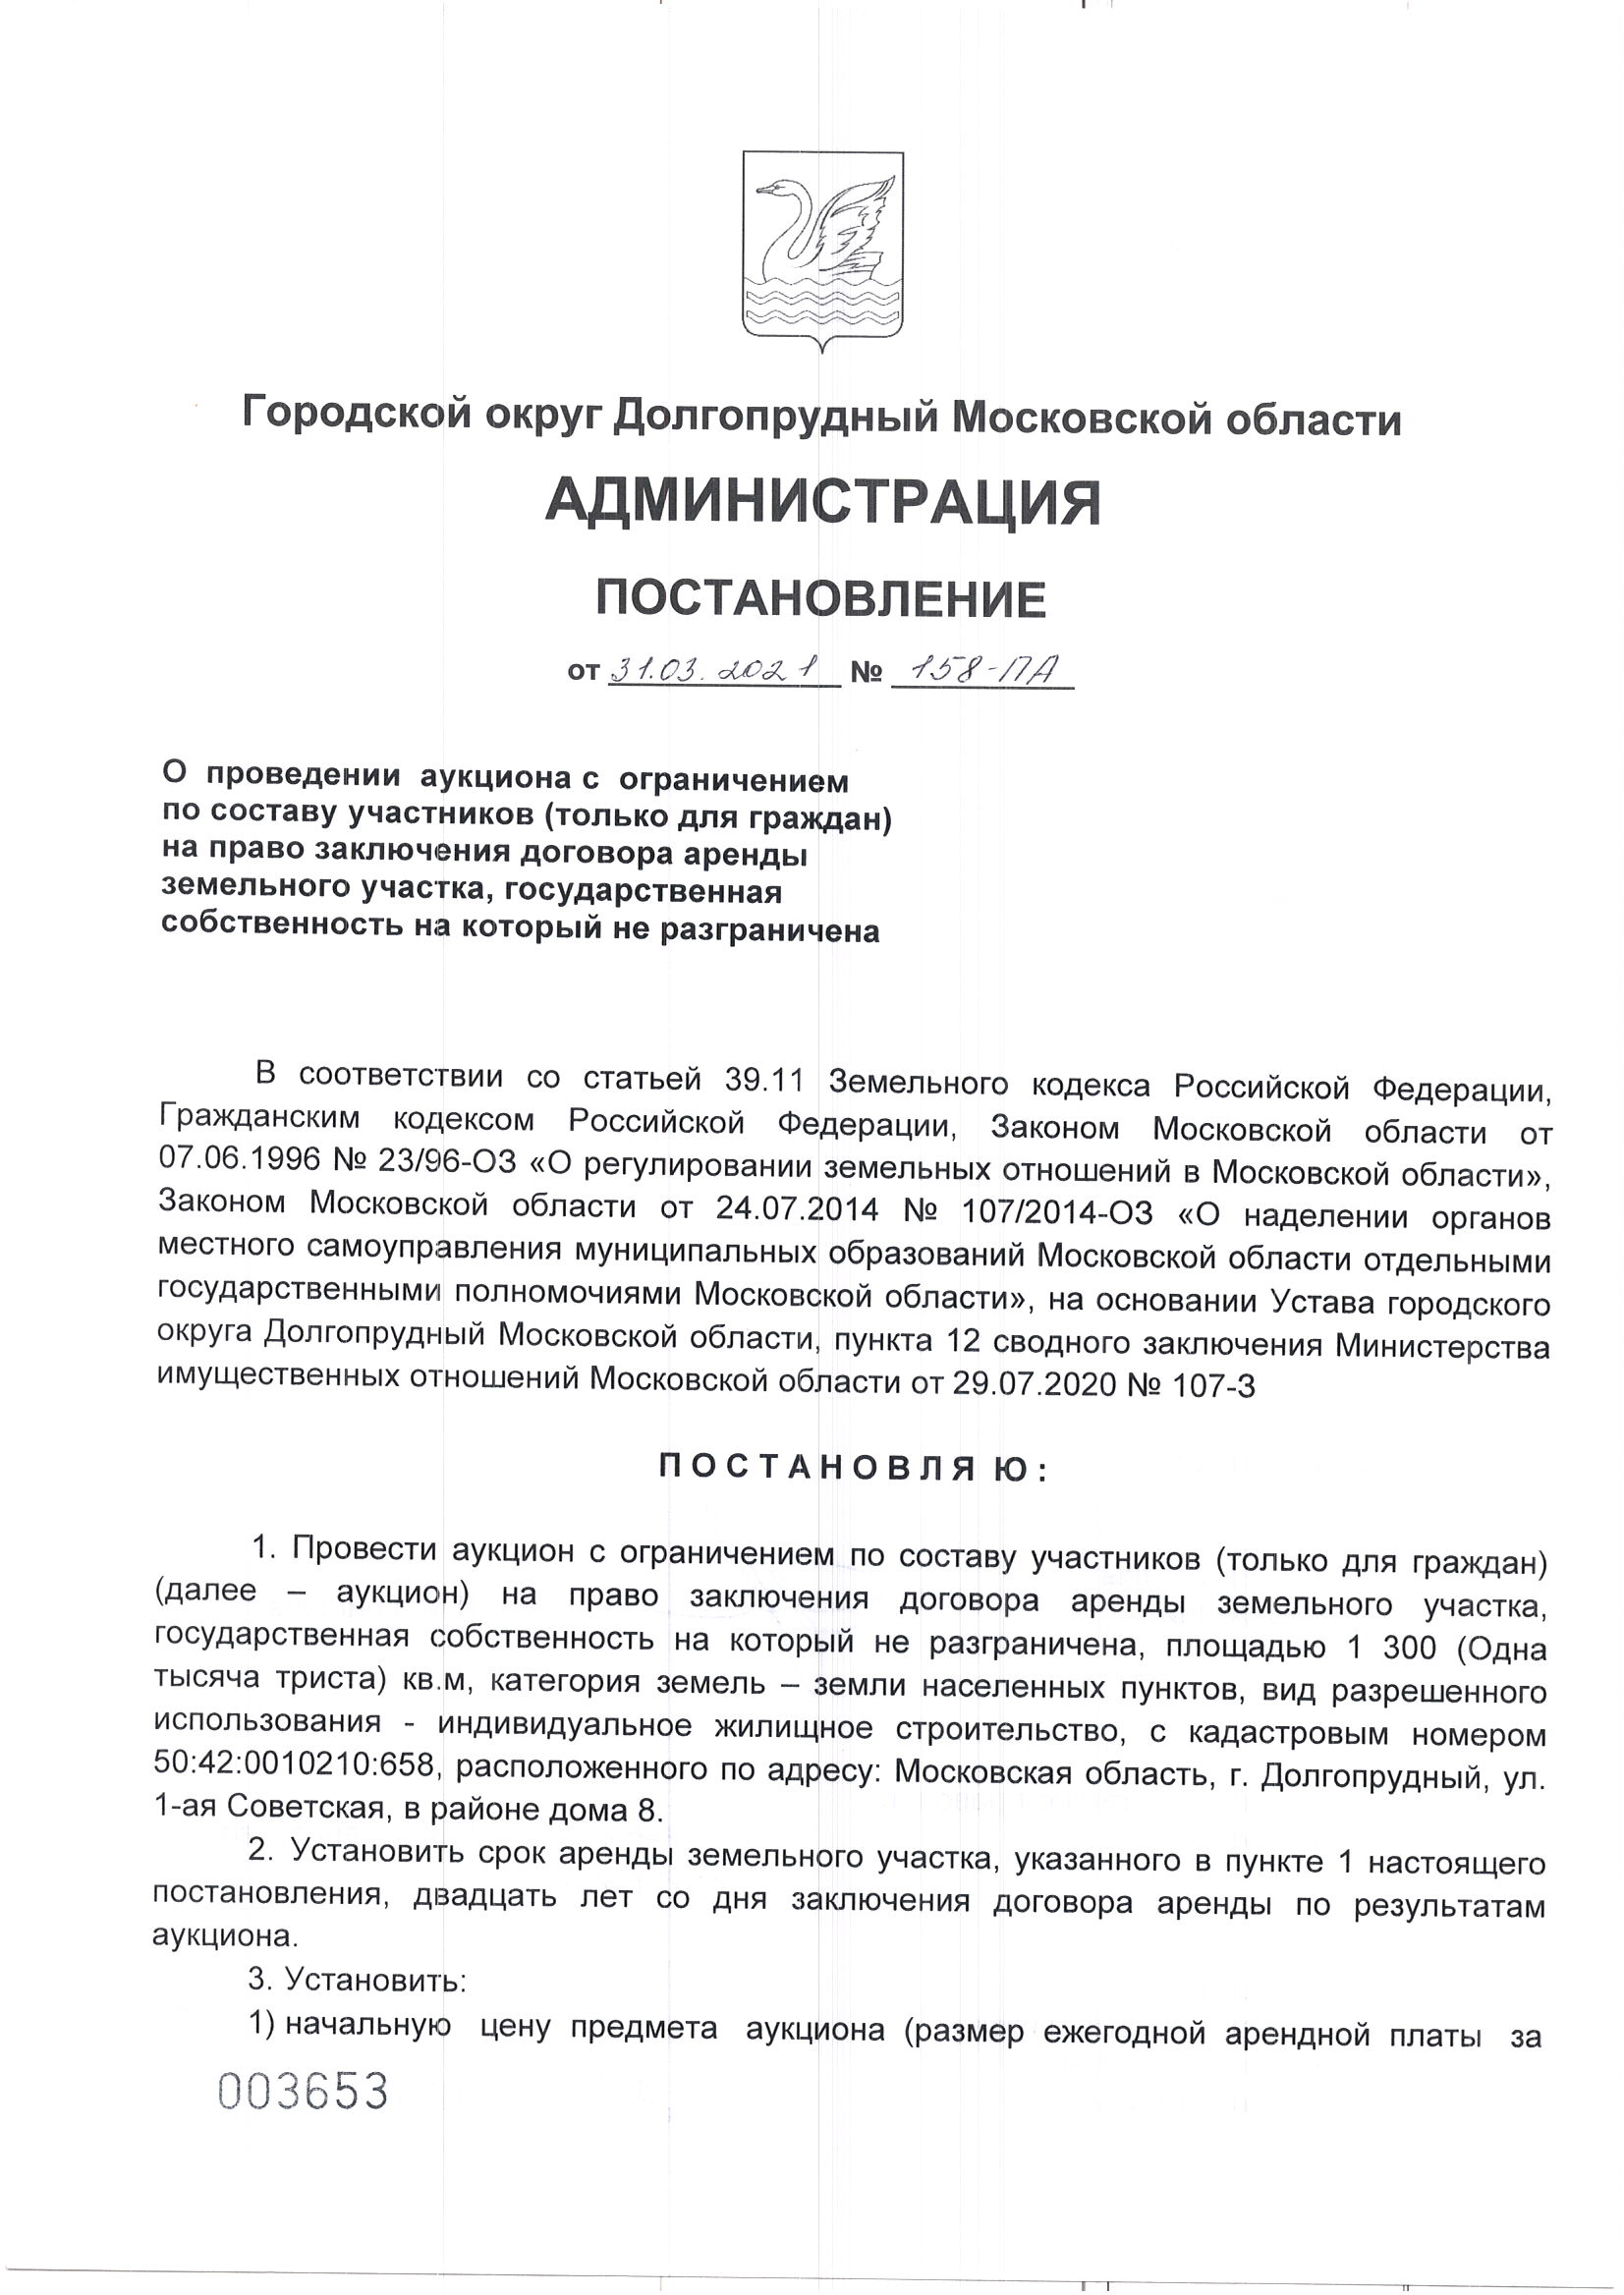 Городской округ Долгопрудный Московской области
АДМИНИСТРАЦИЯ
ПОСТАНОВЛЕНИЕ
от 31.03.2021 № 158-ПА
О проведении аукциона с ограничением
по составу участников (только для граждан)
на право заключения договора аренды
земельного участка, государственная
собственность на который не разграничена
В соответствии со статьей 39.11 Земельного кодекса Российской Федерации,
Гражданским кодексом Российской Федерации, Законом Московской области от
07.06.1996 № 23/96-ОЗ «О регулировании земельных отношений в Московской области»,
Законом Московской области от 24.07.2014 № 107/2014-ОЗ «О наделении органов
местного самоуправления муниципальных образований Московской области отдельными
государственными полномочиями Московской области», на основании Устава городского
округа Долгопрудный Московской области, пункта 12 сводного заключения Министерства
имущественных отношений Московской области от 29.07.2020 № 107-З
П О С Т А Н О В Л Я Ю :
1. Провести аукцион с ограничением по составу участников (только для граждан)
(далее – аукцион) на право заключения договора аренды земельного участка,
государственная собственность на который не разграничена, площадью 1 300 (Одна
тысяча триста) кв.м, категория земель – земли населенных пунктов, вид разрешенного
использования - индивидуальное жилищное строительство, с кадастровым номером
50:42:0010210:658, расположенного по адресу: Московская область, г. Долгопрудный, ул.
1-ая Советская, в районе дома 8.
2. Установить срок аренды земельного участка, указанного в пункте 1 настоящего
постановления, двадцать лет со дня заключения договора аренды по результатам
аукциона.
3. Установить:
1) начальную цену предмета аукциона (размер ежегодной арендной платы за
003653